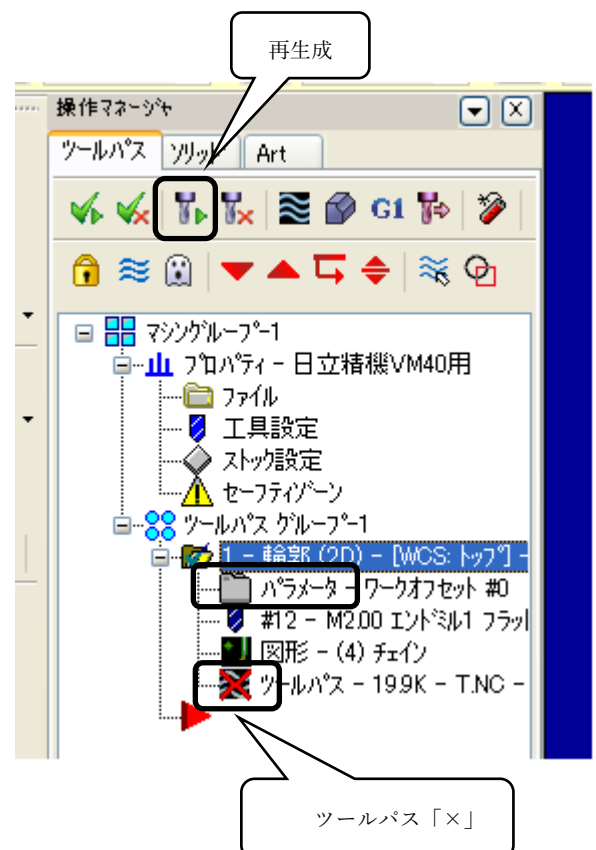 再生成
操作マネージャ
ツールパス ソリッド Art
G1
マシングループ-1
プロパティ - 日立精機VM40用
ファイル
工具設定
ストック設定
セーフティゾーン
ツールパス グループ-1
1 - 輪郭 (2D) - [WCS: トップ] -
パラメータ - ワークオフセット #0
#12 - M2.00 エンドミル1 フラッ
図形 - (4) チェイン
ツールパス - 19.9K - T.NC -
ツールパス「×」